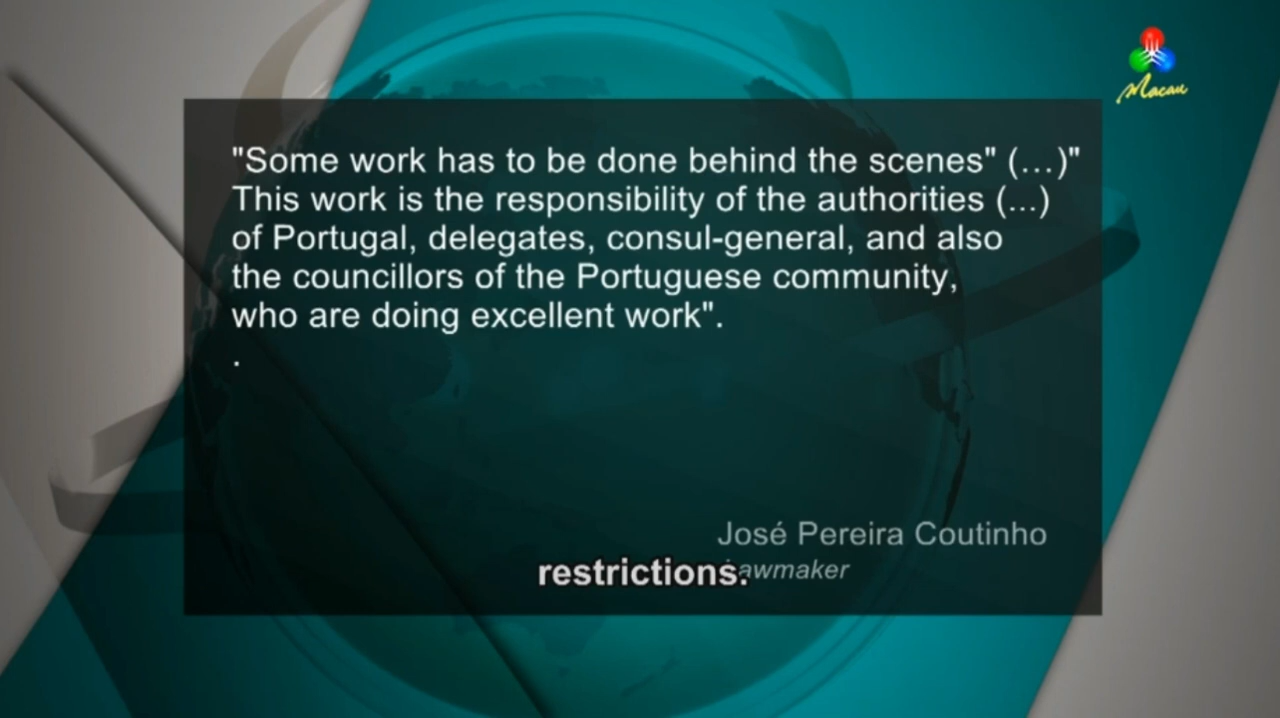 "Some work has to be done behind the scenes" (...)"
This work is the responsibility of the authorities (...)
of Portugal, delegates, consul-general, and also
the councillors of the Portuguese community,
who are doing excellent work".
.
José Pereira Coutinho
awmaker
restrictions.
Macau